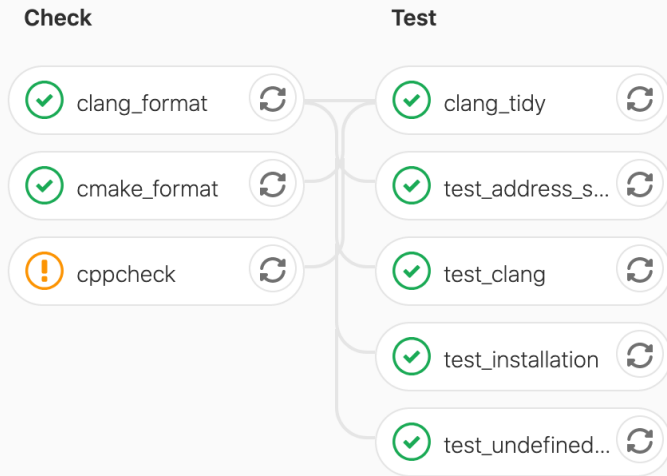 Check
clang_format
cmake_format
cppcheck
Test
clang_tidy
test_address_s...
test_clang
test_installation
test_undefined...